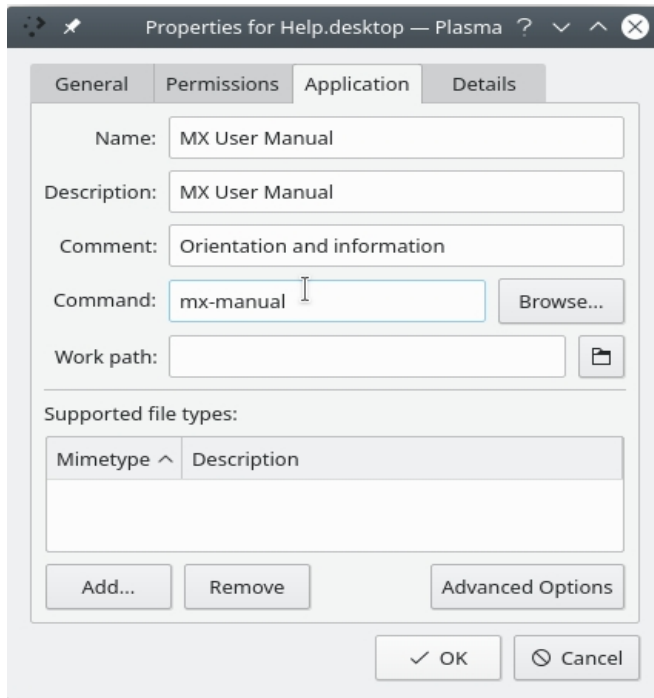 Properties for Help.desktop — Plasma ?
General Permissions Application Details
Name: MX User Manual
Description: MX User Manual
Comment: Orientation and information
Command: mx-manual Browse...
Work path:
Supported file types:
Mimetype Description
Add... Remove Advanced Options
OK Cancel